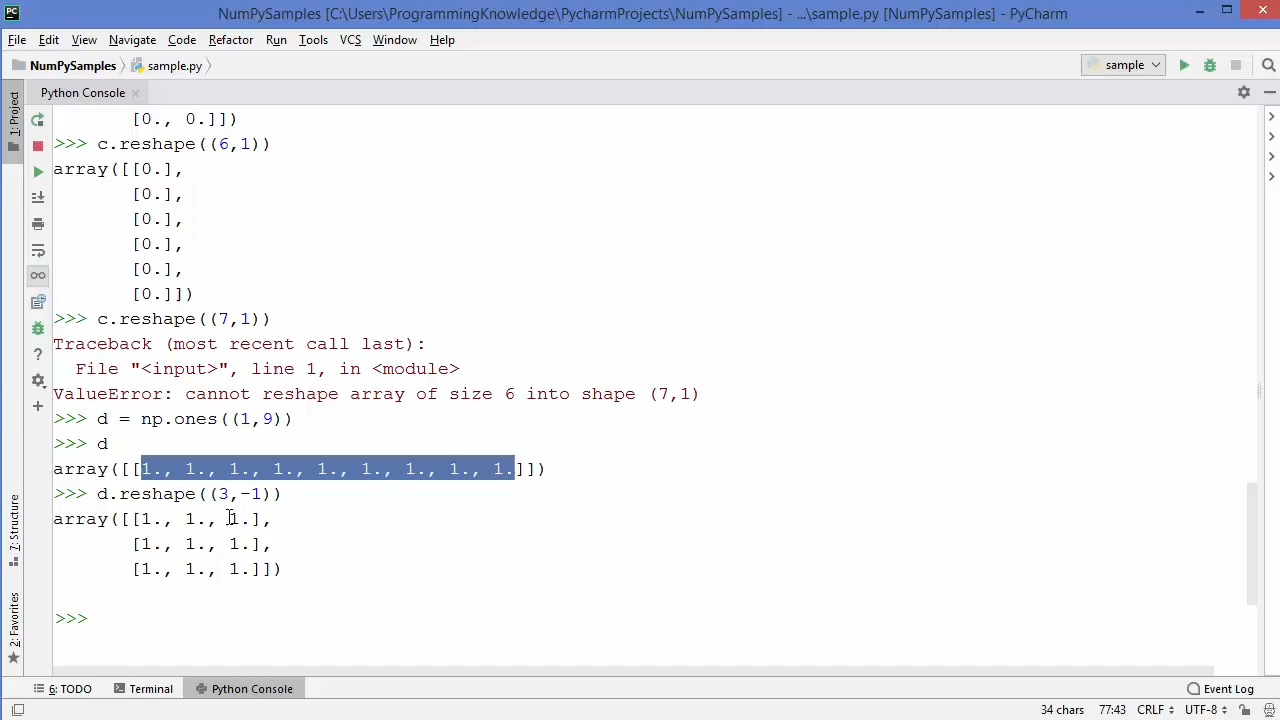 PC NumPySamples [C:\Users\ProgrammingKnowledge\PycharmProjects\NumPySamples] - ...\sample.py [NumPySamples] - PyCharm
File Edit View Navigate Code Refactor Run Tools VCS Window Help
NumPySamples sample.py sample
1: Project
Python Console
[0., 0.]])
>>> c.reshape((6,1))
array([[0.],
[0.],
[0.],
[0.],
[0.],
[0.]])
>>> c.reshape((7,1))
Traceback (most recent call last):
File "<input>", line 1, in <module>
ValueError: cannot reshape array of size 6 into shape (7,1)
>>> d = np.ones((1,9))
>>> d
array([[1., 1., 1., 1., 1., 1., 1., 1., 1.]])
>>> d.reshape((3,-1))
array([[1., 1., 1.],
[1., 1., 1.],
[1., 1., 1.]])
>>>
7: Structure
2: Favorites
6: TODO Terminal Python Console Event Log
34 chars 77:43 CRLF UTF-8